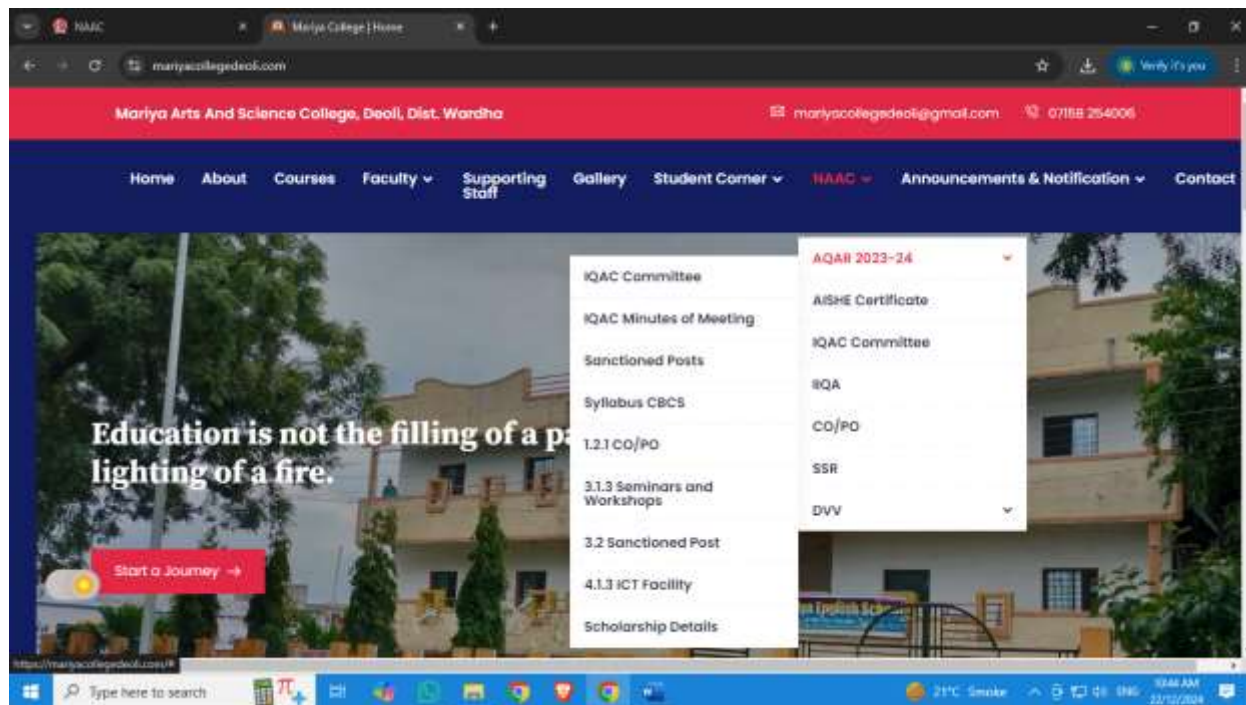 NAAC
Mariya College | Home
mariyacollegedeoli.com
Verify it's you
Mariya Arts And Science College, Deoli, Dist. Wardha
mariyacollegedeoli@gmail.com
07158 254006
Home About Courses Faculty Supporting Staff Gallery Student Corner NAAC Announcements & Notification Contact
AQAR 2023-24
AISHE Certificate
IQAC Committee
IIQA
CO/PO
SSR
DVV
IQAC Committee
IQAC Minutes of Meeting
Sanctioned Posts
Syllabus CBCS
1.2.1 CO/PO
3.1.3 Seminars and
Workshops
3.2 Sanctioned Post
4.1.3 ICT Facility
Scholarship Details
Education is not the filling of a pa
lighting of a fire.
Start a Journey →
https://mariyacollegedeoli.com/#
Type here to search
21°C Smoke
ENG
10:44 AM
22/12/2024